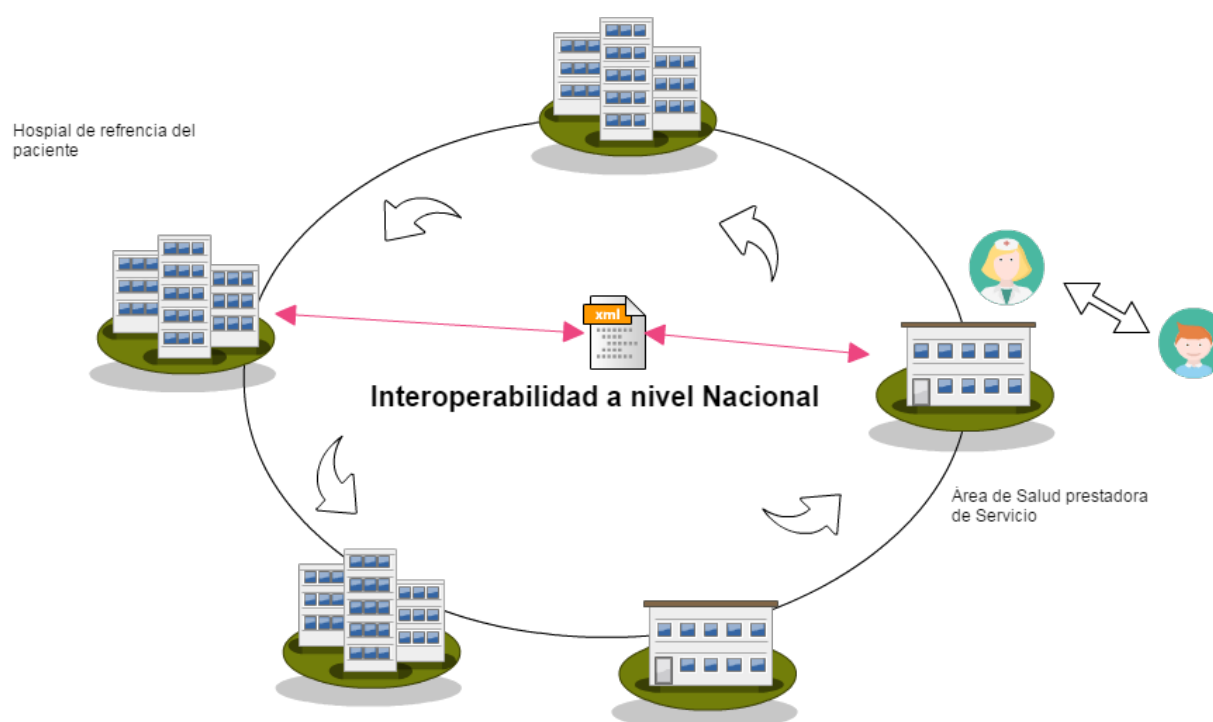 Hospial de refrencia del
paciente
xml
Interoperabilidad a nivel Nacional
Área de Salud prestadora
de Servicio